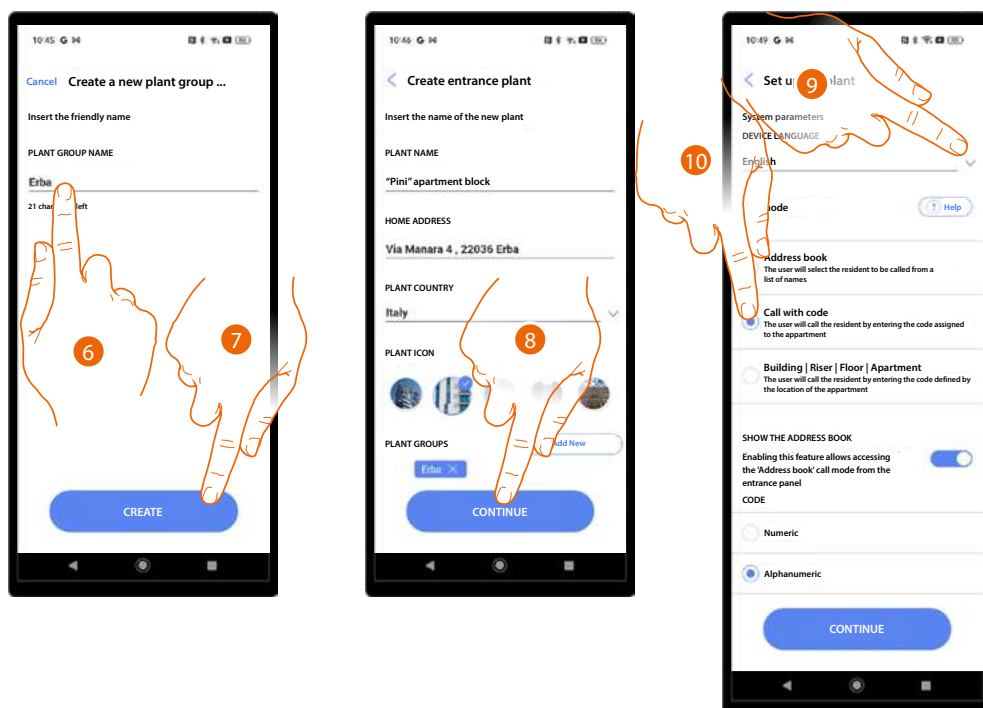 10:45 G
Cancel Create a new plant group ...
Insert the friendly name
PLANT GROUP NAME
Erba
21 char left
6
7
CREATE
10:46 G
Create entrance plant
Insert the name of the new plant
PLANT NAME
"Pini" apartment block
HOME ADDRESS
Via Manara 4 , 22036 Erba
PLANT COUNTRY
Italy
8
PLANT ICON
PLANT GROUPS
Add New
Erba
CONTINUE
10:49 G
Set u plant
9
System parameters
DEVICE LANGUAGE
10
English
ode
Help
Address book
The user will select the resident to be called from a
list of names
Call with code
The user will call the resident by entering the code assigned
to the appartment
Building | Riser | Floor | Apartment
The user will call the resident by entering the code defined by
the location of the appartment
SHOW THE ADDRESS BOOK
Enabling this feature allows accessing
the 'Address book' call mode from the
entrance panel
CODE
Numeric
Alphanumeric
CONTINUE